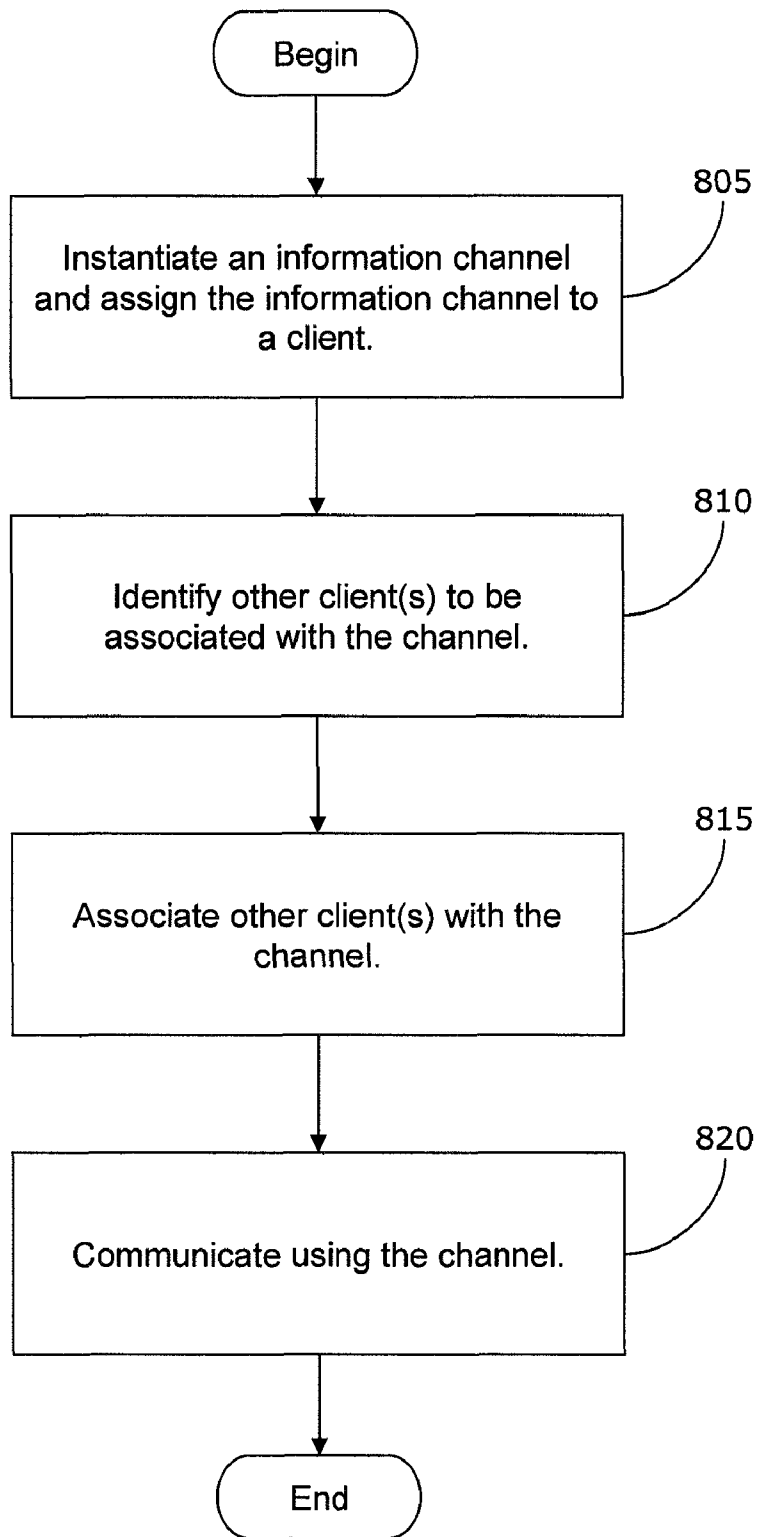 Begin
805
Instantiate an information channel
and assign the information channel to
a client.
810
Identify other client(s) to be
associated with the channel.
815
Associate other client(s) with the
channel.
820
Communicate using the channel.
End